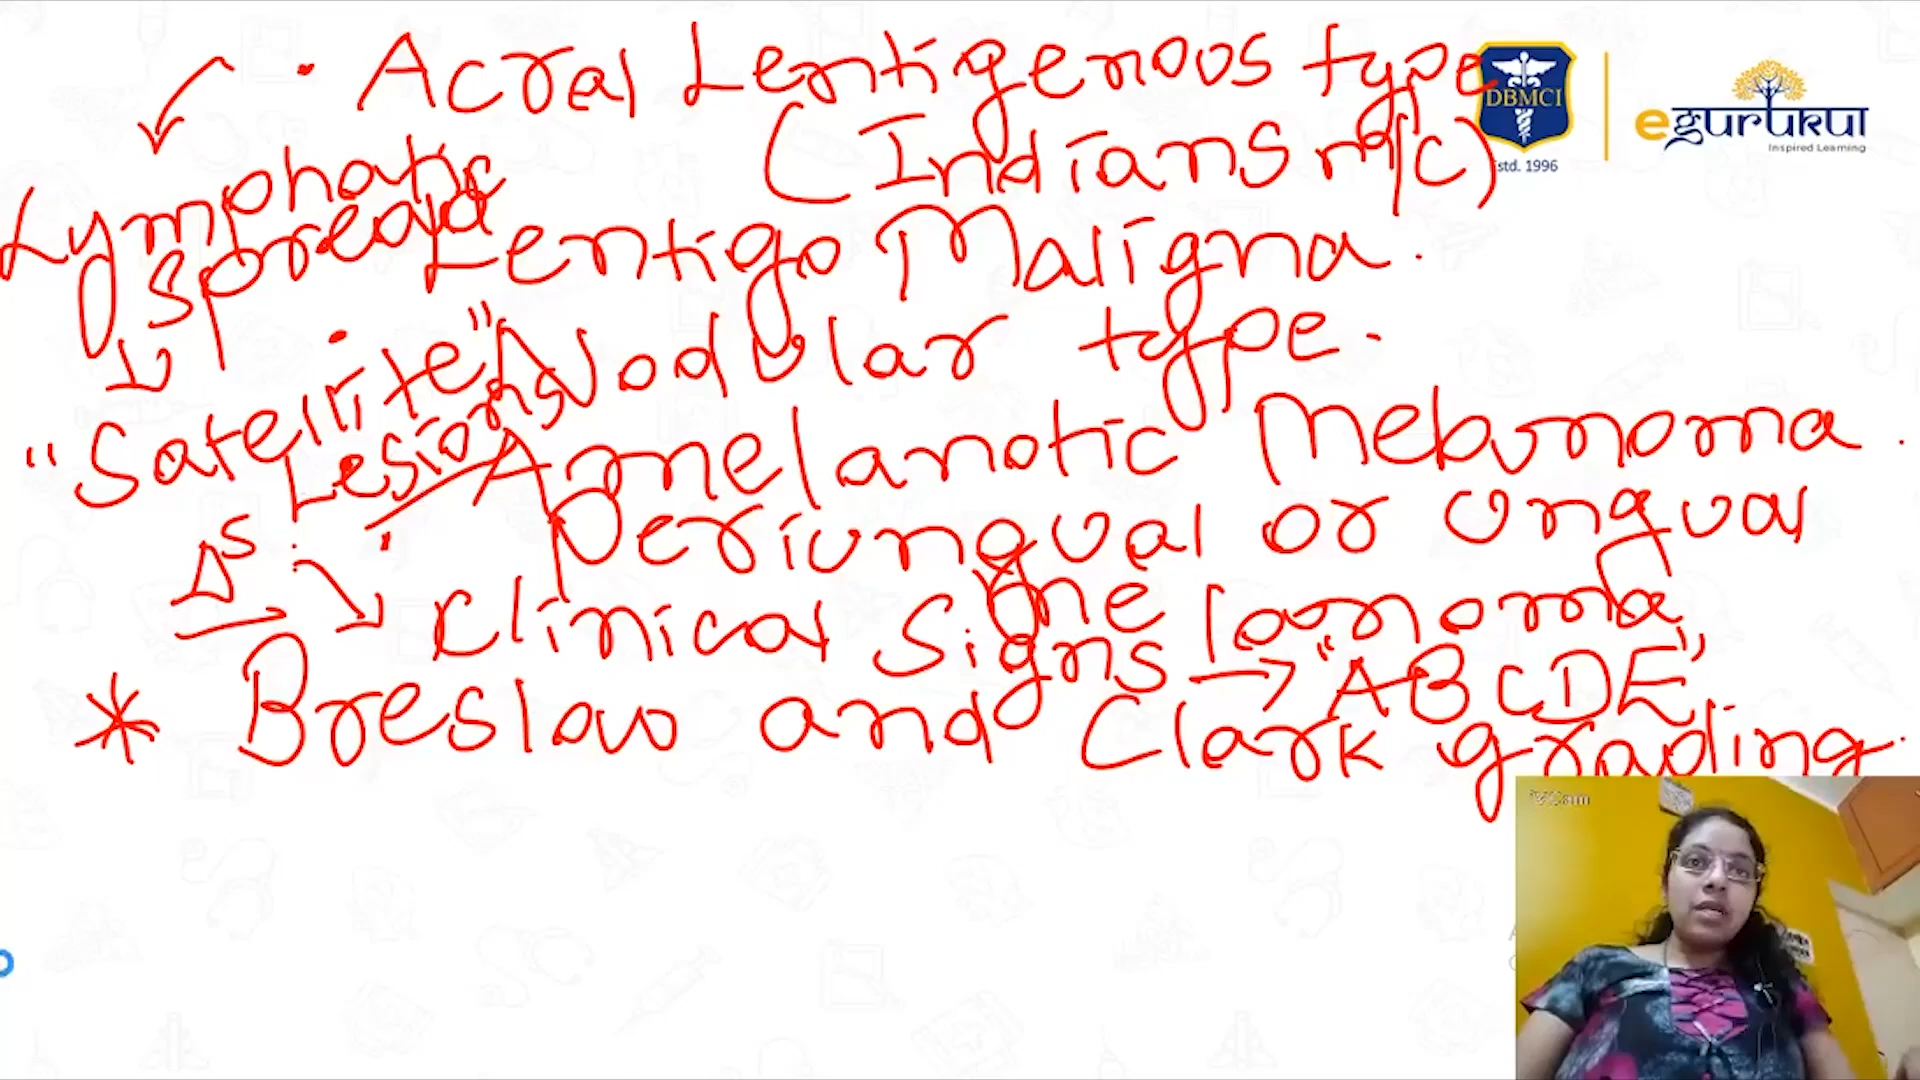 · Acral Lentigenous type
(Indians m/c)
Lymphatic
spread
Lentigo Maligna.
· Nodular type.
"Satellite"
Lesions
Amelanotic Melanoma.
· Periungual or Ungual
Melanoma
Δs:
Clinical Signs → "ABCDE"
* Breslow and Clark grading.
DBMCI
Estd. 1996
egurukul
Inspired Learning